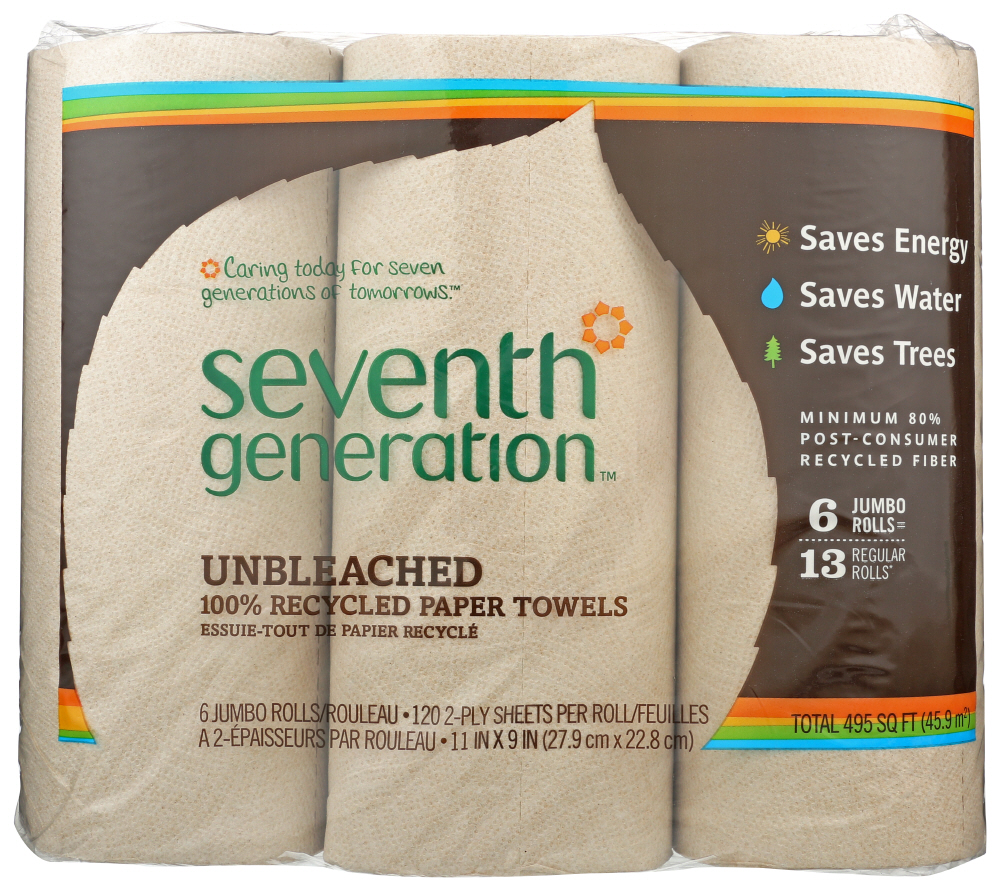 Caring today for seven
generations of tomorrows.™
seventh
generation™
UNBLEACHED
100% RECYCLED PAPER TOWELS
ESSUIE-TOUT DE PAPIER RECYCLÉ
6 JUMBO ROLLS/ROULEAU • 120 2-PLY SHEETS PER ROLL/FEUILLES
A 2-ÉPAISSEURS PAR ROULEAU • 11 IN X 9 IN (27.9 cm x 22.8 cm)
Saves Energy
Saves Water
Saves Trees
MINIMUM 80%
POST-CONSUMER
RECYCLED FIBER
6 JUMBO ROLLS=
13 REGULAR ROLLS*
TOTAL 495 SQ FT (45.9 m²)